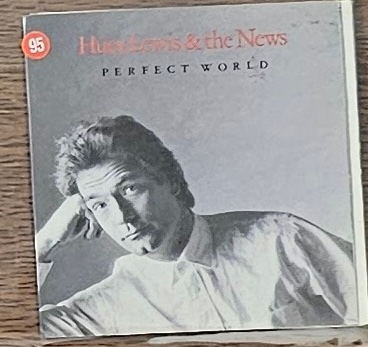 95
Huey Lewis & the News
PERFECT WORLD